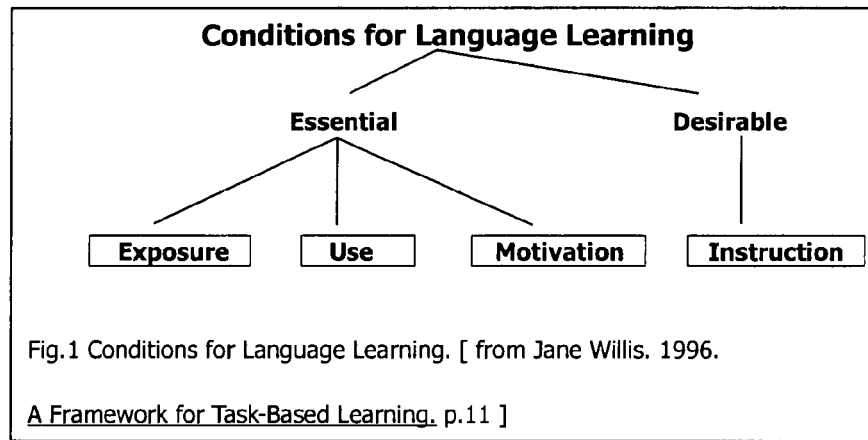 Conditions for Language Learning
Essential Desirable
Exposure Use Motivation Instruction
Fig.1 Conditions for Language Learning. [ from Jane Willis. 1996.
A Framework for Task-Based Learning. p.11 ]